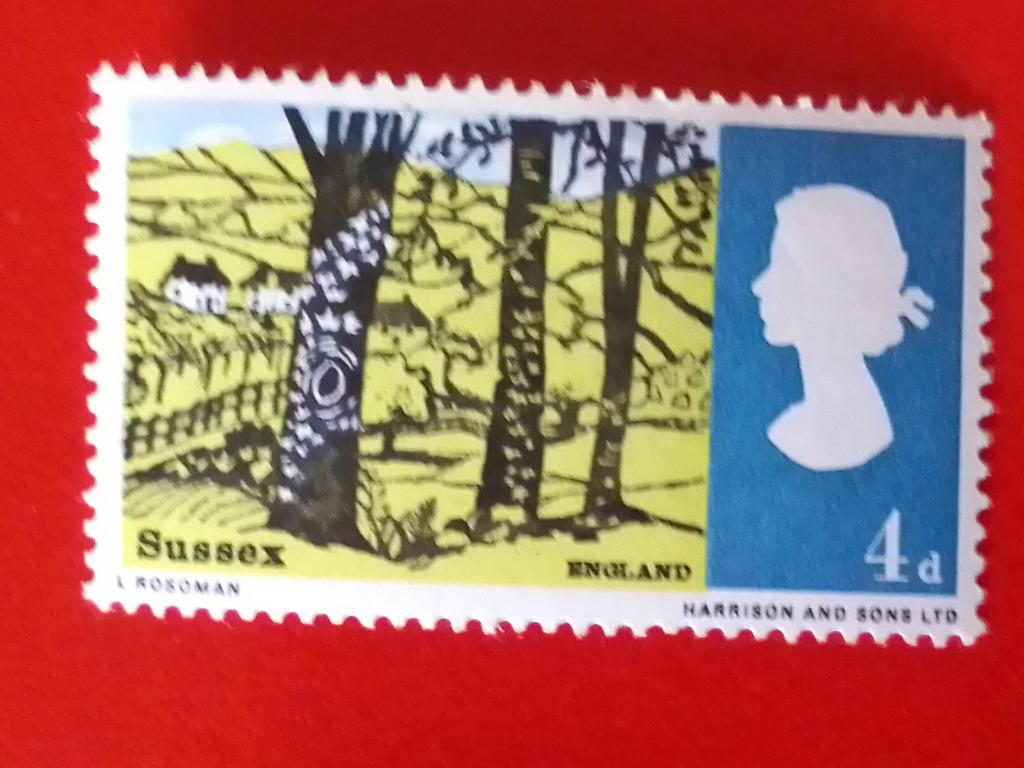 Sussex
ENGLAND
4d
L ROSOMAN
HARRISON AND SONS LTD